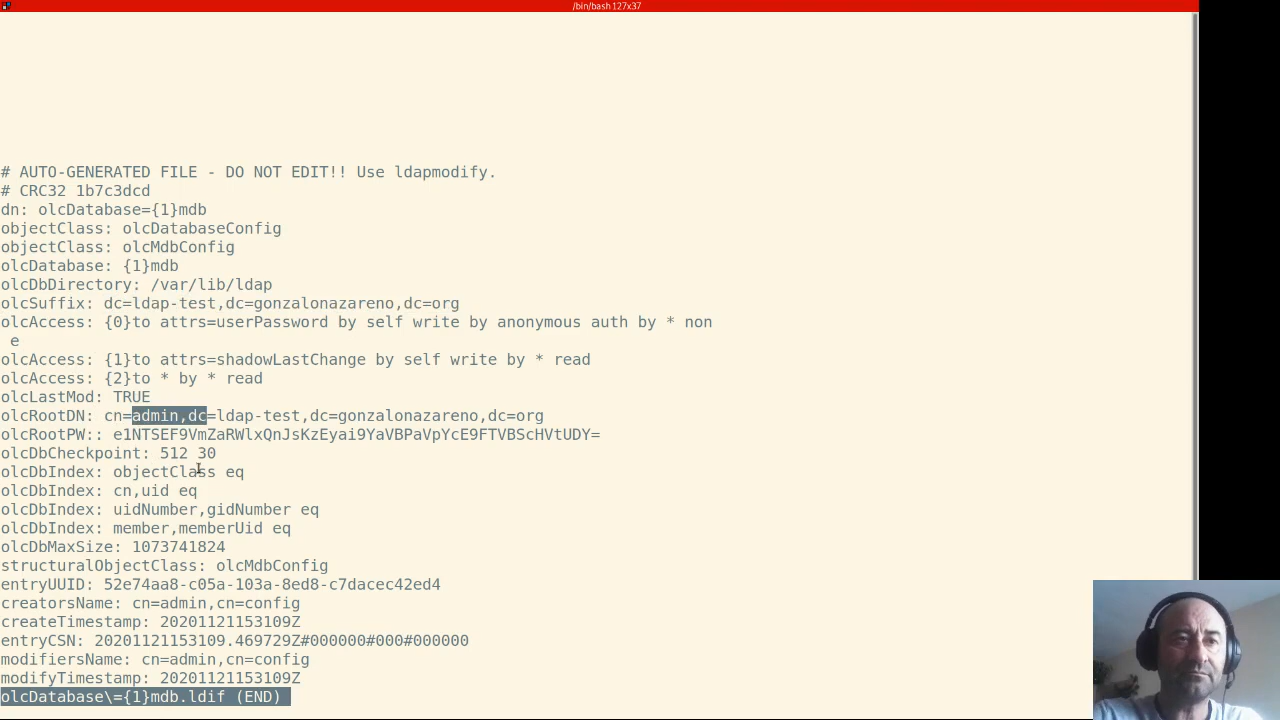 /bin/bash 127x37
# AUTO-GENERATED FILE - DO NOT EDIT!! Use ldapmodify.
# CRC32 1b7c3dcd
dn: olcDatabase={1}mdb
objectClass: olcDatabaseConfig
objectClass: olcMdbConfig
olcDatabase: {1}mdb
olcDbDirectory: /var/lib/ldap
olcSuffix: dc=ldap-test,dc=gonzalonazareno,dc=org
olcAccess: {0}to attrs=userPassword by self write by anonymous auth by * non
 e
olcAccess: {1}to attrs=shadowLastChange by self write by * read
olcAccess: {2}to * by * read
olcLastMod: TRUE
olcRootDN: cn=admin,dc=ldap-test,dc=gonzalonazareno,dc=org
olcRootPW:: e1NTSEF9VmZaRWlxQnJsKzEyai9YaVBPaVpYcE9FTVBScHVtUDY=
olcDbCheckpoint: 512 30
olcDbIndex: objectClass eq
olcDbIndex: cn,uid eq
olcDbIndex: uidNumber,gidNumber eq
olcDbIndex: member,memberUid eq
olcDbMaxSize: 1073741824
structuralObjectClass: olcMdbConfig
entryUUID: 52e74aa8-c05a-103a-8ed8-c7dacec42ed4
creatorsName: cn=admin,cn=config
createTimestamp: 20201121153109Z
entryCSN: 20201121153109.469729Z#000000#000#000000
modifiersName: cn=admin,cn=config
modifyTimestamp: 20201121153109Z
olcDatabase\={1}mdb.ldif (END)